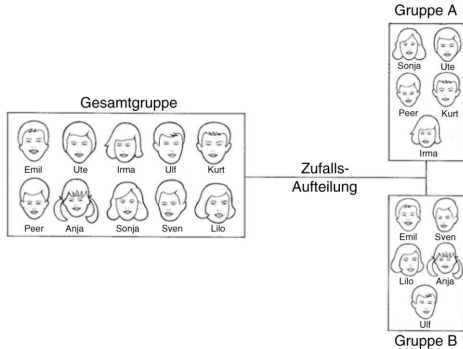 Gruppe A
Sonja Ute
Peer Kurt
Irma
Gesamtgruppe
Emil Ute Irma Ulf Kurt
Peer Anja Sonja Sven Lilo
Zufalls-
Aufteilung
Emil Sven
Lilo Anja
Ulf
Gruppe B